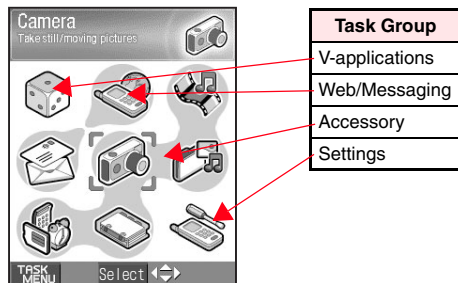 Camera
Take still/moving pictures
TASK MENU
Select
Task Group
V-applications
Web/Messaging
Accessory
Settings